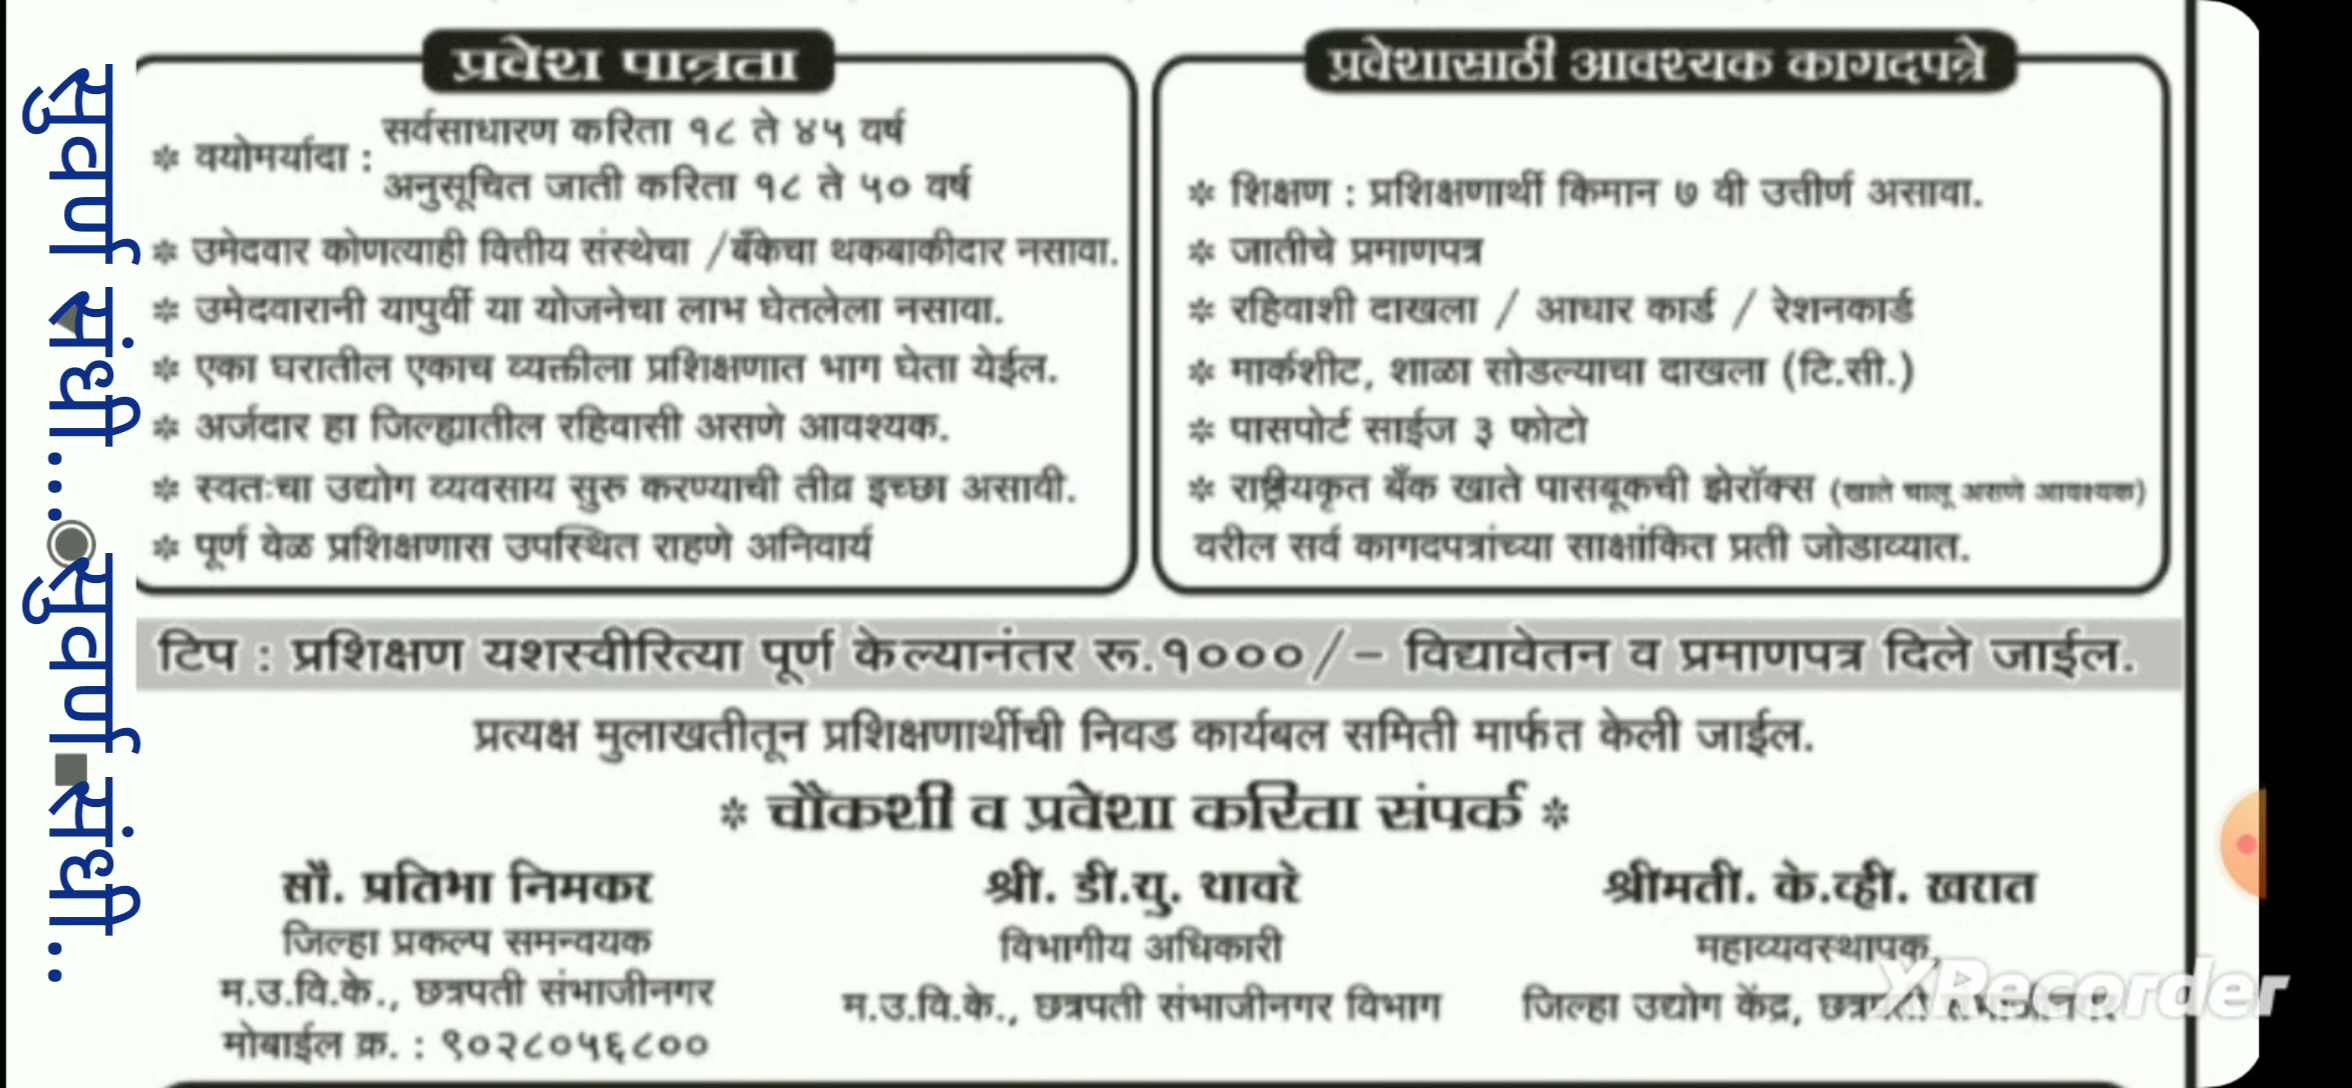 सुवर्ण संधी... सुवर्ण संधी...
प्रवेश पात्रता
* वयोमर्यादा : सर्वसाधारण करिता १८ ते ४५ वर्ष
अनुसूचित जाती करिता १८ ते ५० वर्ष
* उमेदवार कोणत्याही वित्तीय संस्थेचा /बँकेचा थकबाकीदार नसावा.
* उमेदवारानी यापुर्वी या योजनेचा लाभ घेतलेला नसावा.
* एका घरातील एकाच व्यक्तीला प्रशिक्षणात भाग घेता येईल.
* अर्जदार हा जिल्ह्यातील रहिवासी असणे आवश्यक.
* स्वतःचा उद्योग व्यवसाय सुरु करण्याची तीव्र इच्छा असावी.
* पूर्ण वेळ प्रशिक्षणास उपस्थित राहणे अनिवार्य
प्रवेशासाठी आवश्यक कागदपत्रे
* शिक्षण : प्रशिक्षणार्थी किमान ७ वी उत्तीर्ण असावा.
* जातीचे प्रमाणपत्र
* रहिवाशी दाखला / आधार कार्ड / रेशनकार्ड
* मार्कशीट, शाळा सोडल्याचा दाखला (टि.सी.)
* पासपोर्ट साईज ३ फोटो
* राष्ट्रीयकृत बँक खाते पासबूकची झेरॉक्स (खाते चालू असणे आवश्यक)
वरील सर्व कागदपत्रांच्या साक्षांकित प्रती जोडाव्यात.
टिप : प्रशिक्षण यशस्वीरित्या पूर्ण केल्यानंतर रू.१०००/– विद्यावेतन व प्रमाणपत्र दिले जाईल.
प्रत्यक्ष मुलाखतीतून प्रशिक्षणार्थीची निवड कार्यबल समिती मार्फत केली जाईल.
* चौकशी व प्रवेशा करिता संपर्क *
सौ. प्रतिभा निमकर
जिल्हा प्रकल्प समन्वयक
म.उ.वि.के., छत्रपती संभाजीनगर
मोबाईल क्र. : ९०२८०५६८००
श्री. डी.यु. थावरे
विभागीय अधिकारी
म.उ.वि.के., छत्रपती संभाजीनगर विभाग
श्रीमती. के.व्ही. खरात
महाव्यवस्थापक,
जिल्हा उद्योग केंद्र, छत्रपती संभाजीनगर
XRecorder